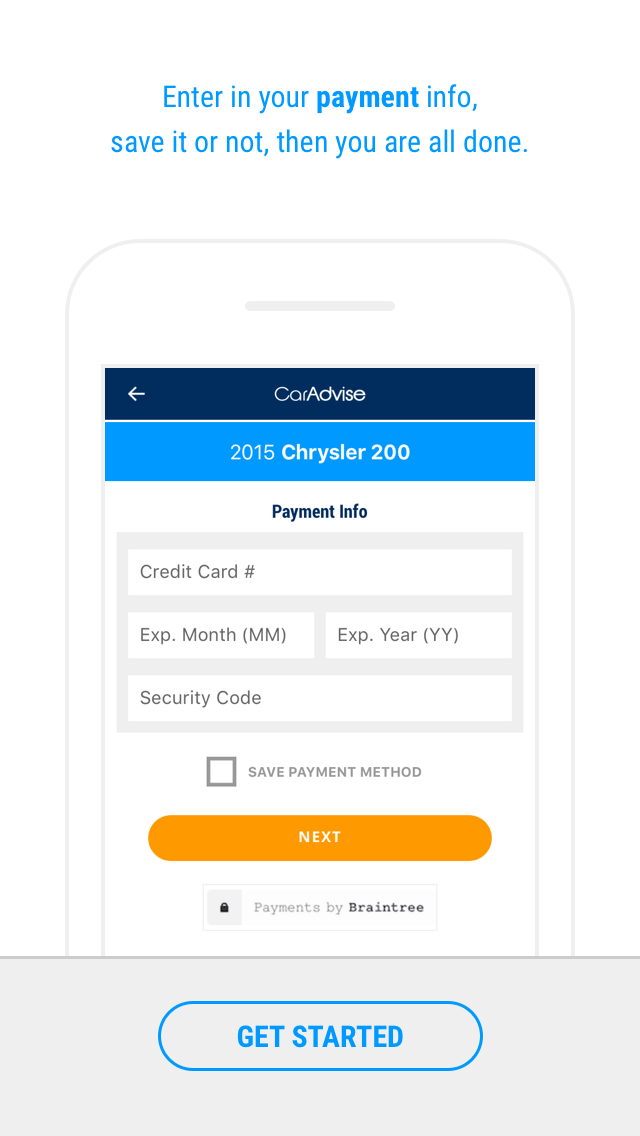 Enter in your payment info,
save it or not, then you are all done.
CarAdvise
2015 Chrysler 200
Payment Info
Credit Card #
Exp. Month (MM) Exp. Year (YY)
Security Code
SAVE PAYMENT METHOD
NEXT
Payments by Braintree
GET STARTED